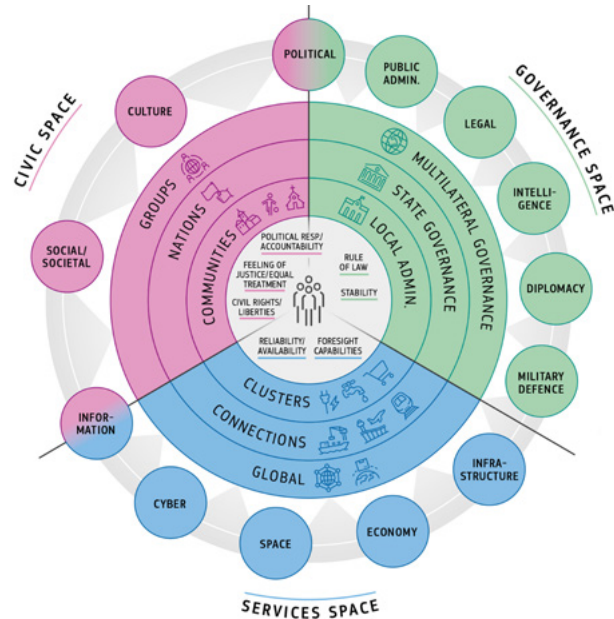 POLITICAL
PUBLIC
ADMIN.
LEGAL
INTELLI-
GENCE
DIPLOMACY
MILITARY
DEFENCE
INFRA-
STRUCTURE
ECONOMY
SPACE
CYBER
INFOR-
MATION
SOCIAL/
SOCIETAL
CULTURE
CIVIC SPACE
GOVERNANCE SPACE
SERVICES SPACE
GROUPS
NATIONS
COMMUNITIES
MULTILATERAL GOVERNANCE
STATE GOVERNANCE
LOCAL ADMIN.
CLUSTERS
CONNECTIONS
GLOBAL
POLITICAL RESP/
ACCOUNTABILITY
FEELING OF
JUSTICE/EQUAL
TREATMENT
CIVIL RIGHTS/
LIBERTIES
RULE
OF LAW
STABILITY
RELIABILITY/
AVAILABILITY
FORESIGHT
CAPABILITIES